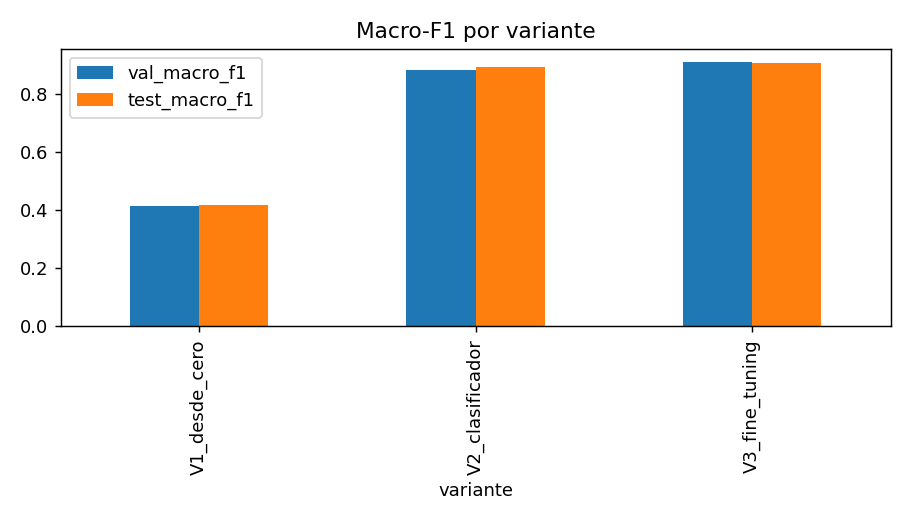 Macro-F1 por variante
val_macro_f1
test_macro_f1
0.8
0.6
0.4
0.2
0.0
V1_desde_cero
V2_clasificador
V3_fine_tuning
variante